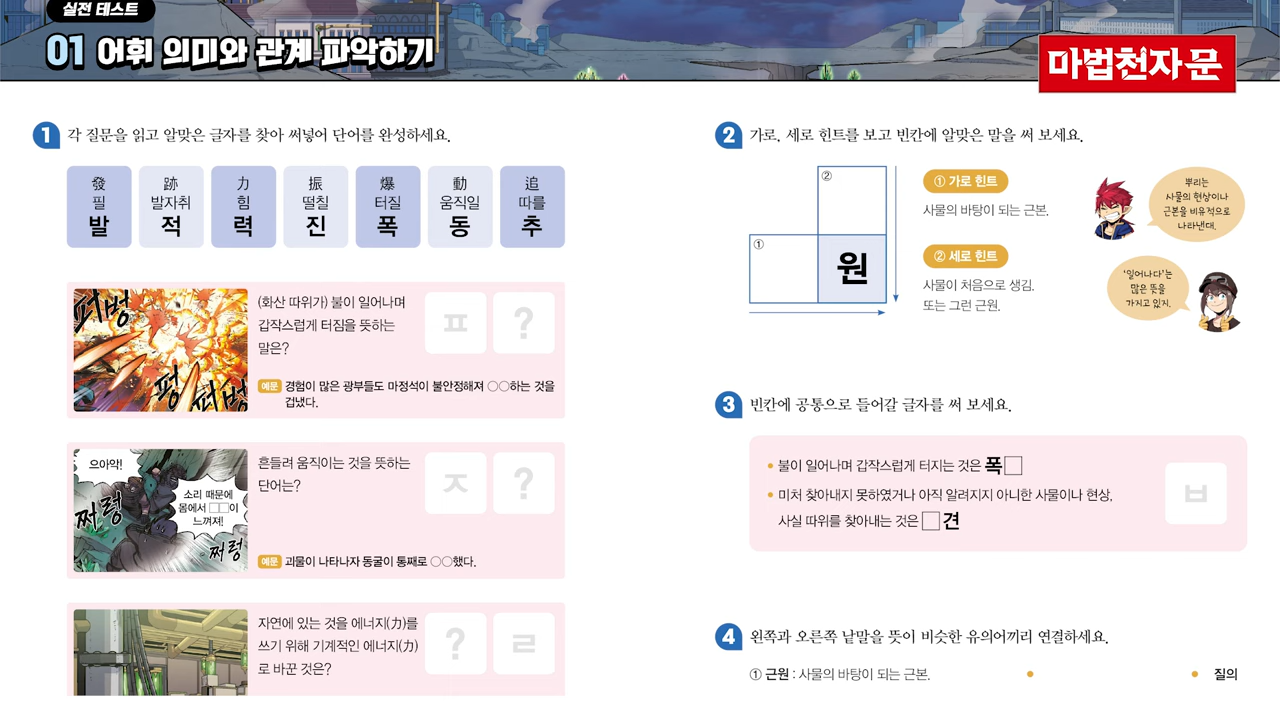 실전 테스트
01 어휘 의미와 관계 파악하기
마법천자문
1 각 질문을 읽고 알맞은 글자를 찾아 써넣어 단어를 완성하세요.
發 跡 力 振 爆 動 追
필 발자취 힘 떨칠 터질 움직일 따를
발 적 력 진 폭 동 추
퍼벙
펑
퍼벙
(화산 따위가) 불이 일어나며
갑작스럽게 터짐을 뜻하는
말은?
ㅍ ?
예문 경험이 많은 광부들도 마정석이 불안정해져 ○○하는 것을
겁냈다.
으아악!
쩌렁
소리 때문에
몸에서 □□이
느껴져!
쩌렁
흔들려 움직이는 것을 뜻하는
단어는?
ㅈ ?
예문 괴물이 나타나자 동굴이 통째로 ○○했다.
자연에 있는 것을 에너지(力)를
쓰기 위해 기계적인 에너지(力)
로 바꾼 것은?
? ㄹ
2 가로, 세로 힌트를 보고 빈칸에 알맞은 말을 써 보세요.
②
①
원
① 가로 힌트
사물의 바탕이 되는 근본.
② 세로 힌트
사물이 처음으로 생김.
또는 그런 근원.
뿌리는
사물의 현상이나
근본을 비유적으로
나타낸대.
'일어나다'는
많은 뜻을
가지고 있지.
3 빈칸에 공통으로 들어갈 글자를 써 보세요.
• 불이 일어나며 갑작스럽게 터지는 것은 폭□
• 미처 찾아내지 못하였거나 아직 알려지지 아니한 사물이나 현상,
사실 따위를 찾아내는 것은 □견
ㅂ
4 왼쪽과 오른쪽 낱말을 뜻이 비슷한 유의어끼리 연결하세요.
① 근원 : 사물의 바탕이 되는 근본. • • 질의